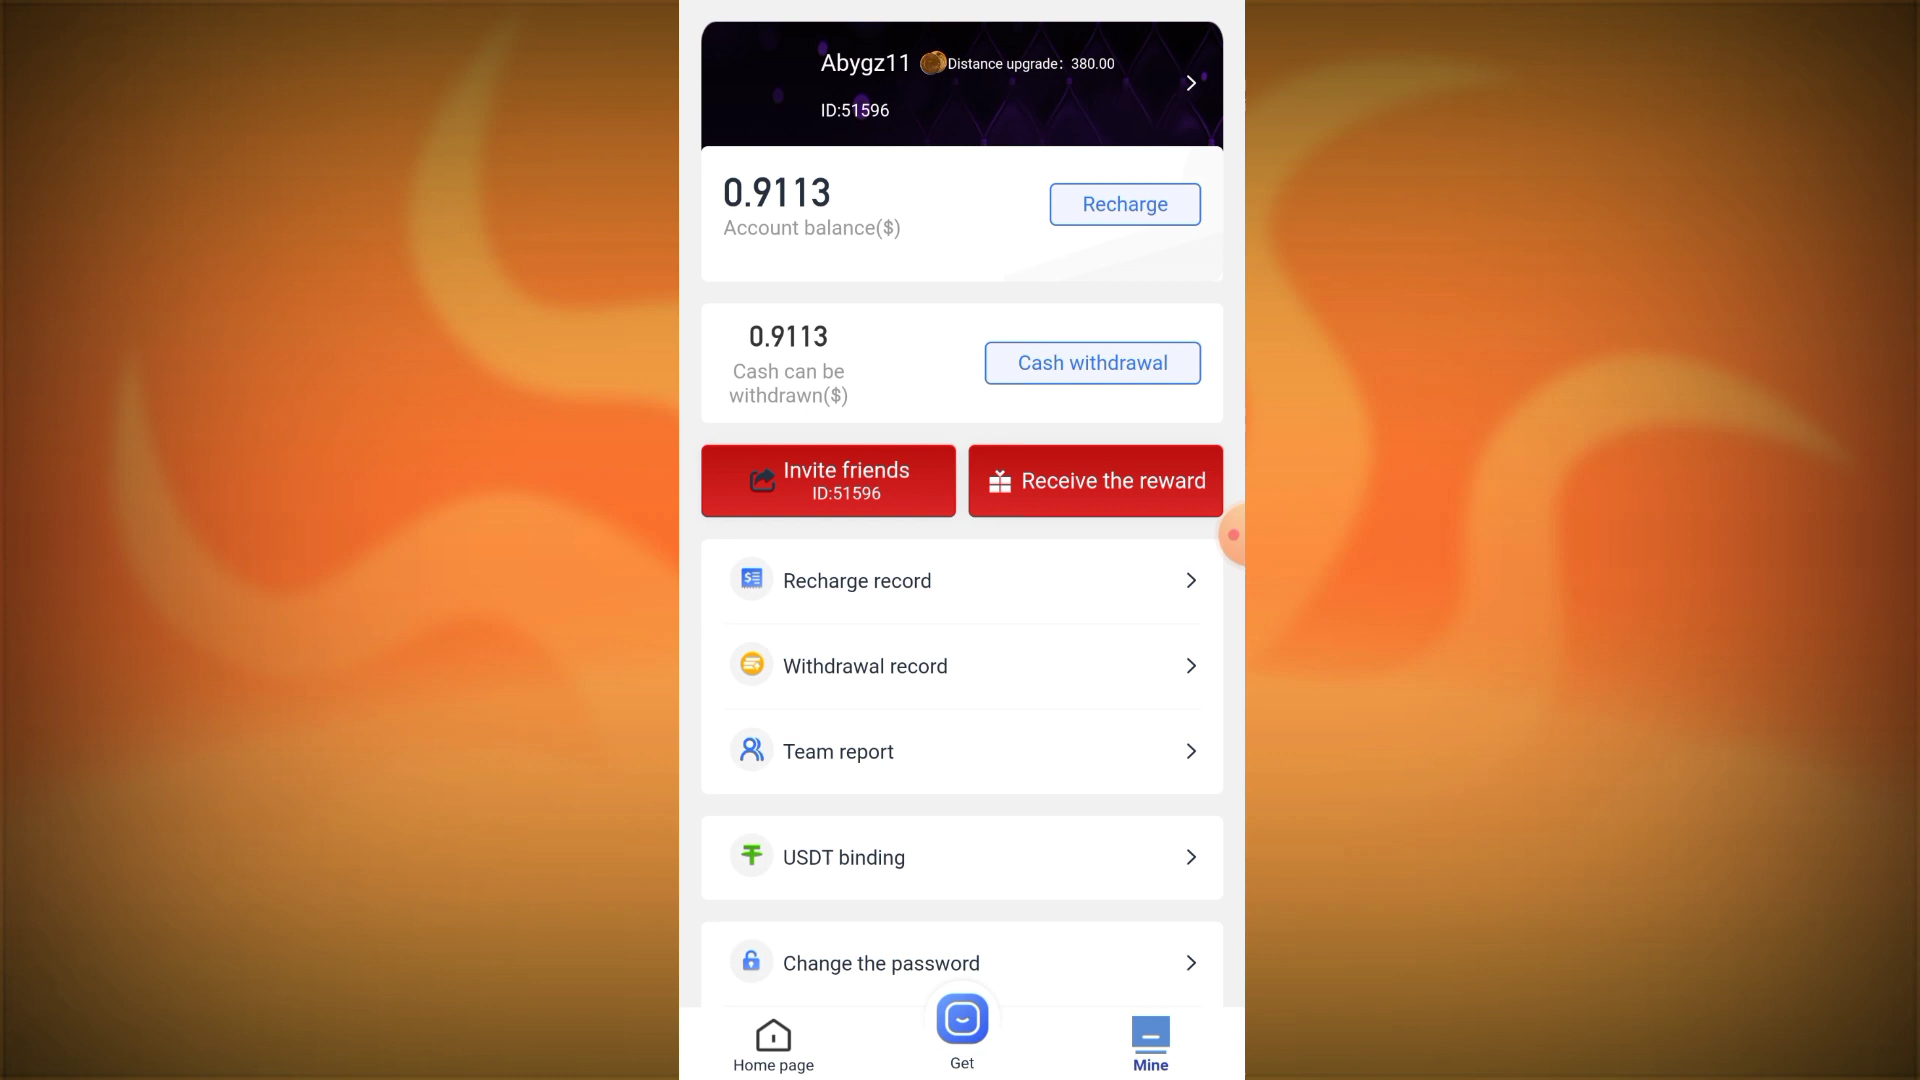 Abygz11 Distance upgrade: 380.00
ID:51596
0.9113
Account balance($)
Recharge
0.9113
Cash can be
withdrawn($)
Cash withdrawal
Invite friends
ID:51596
Receive the reward
Recharge record
Withdrawal record
Team report
USDT binding
Change the password
Home page
Get
Mine